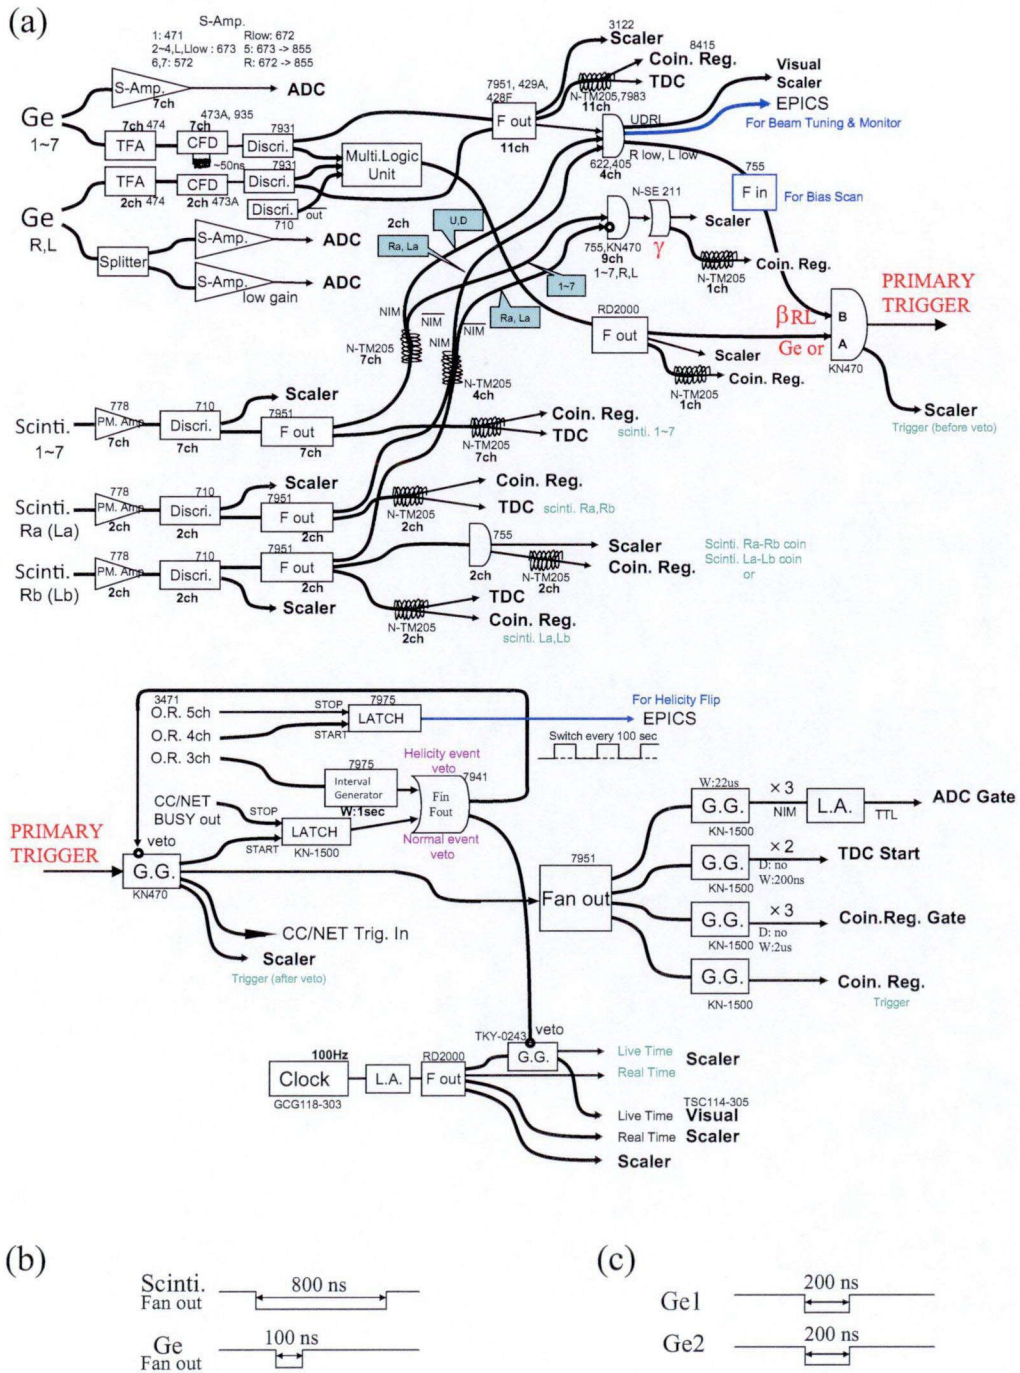 (a)
S-Amp.
1: 471 Rlow: 672
2~4,L,Llow : 673 5: 673 -> 855
6,7: 572 R: 672 -> 855
S-Amp.
7ch
ADC
Ge
1~7
7ch 474
TFA
7ch 473A, 935
CFD
7931
Discri.
~50ns
TFA
2ch 474
CFD
2ch 473A
7931
Discri.
Discri.
710
out
Multi.Logic
Unit
Ge
R,L
Splitter
S-Amp.
ADC
S-Amp.
low gain
ADC
7951, 429A,
428F
F out
11ch
3122
Scaler
8415
Coin. Reg.
TDC
N-TM205,7983
11ch
UDRL
622,405
4ch
R low, L low
Visual
Scaler
EPICS
For Beam Tuning & Monitor
755
F in
For Bias Scan
2ch
U,D
Ra, La
1~7
Ra, La
755,KN470
9ch
1~7,R,L
N-SE 211
γ
Scaler
Coin. Reg.
N-TM205
1ch
NIM
NIM
NIM
NIM
N-TM205
7ch
N-TM205
4ch
RD2000
F out
Scaler
Coin. Reg.
N-TM205
1ch
βRL
Ge or
B
A
KN470
PRIMARY
TRIGGER
Scaler
Trigger (before veto)
Scinti.
1~7
778
PM. Amp
7ch
710
Discri.
7ch
Scaler
7951
F out
7ch
N-TM205
7ch
Coin. Reg.
TDC
scinti. 1~7
Scinti.
Ra (La)
778
PM. Amp
2ch
710
Discri.
2ch
Scaler
7951
F out
2ch
N-TM205
2ch
Coin. Reg.
TDC scinti. Ra,Rb
Scinti.
Rb (Lb)
778
PM. Amp
2ch
710
Discri.
2ch
Scaler
7951
F out
2ch
755
2ch
N-TM205
2ch
Scaler
Coin. Reg.
Scinti. Ra-Rb coin
Scinti. La-Lb coin
or
N-TM205
2ch
TDC
Coin. Reg.
scinti. La,Lb
3471
O.R. 5ch
O.R. 4ch
O.R. 3ch
STOP
START
7975
LATCH
For Helicity Flip
EPICS
Switch every 100 sec
Helicity event
veto
7975
Interval
Generator
W:1sec
7941
Fin
Fout
Normal event
veto
CC/NET
BUSY out
STOP
START
LATCH
KN-1500
PRIMARY
TRIGGER
veto
G.G.
KN470
CC/NET Trig. In
Scaler
Trigger (after veto)
7951
Fan out
W:22us
G.G.
KN-1500
×3
NIM
L.A.
TTL
ADC Gate
G.G.
KN-1500
×2
D: no
W:200ns
TDC Start
G.G.
KN-1500
×3
D: no
W:2us
Coin.Reg. Gate
G.G.
KN-1500
Coin. Reg.
Trigger
100Hz
Clock
GCG118-303
L.A.
RD2000
F out
TKY-0243
veto
G.G.
Live Time
Real Time
Scaler
TSC114-305
Live Time Visual
Real Time Scaler
Scaler
(b)
Scinti.
Fan out
800 ns
Ge
Fan out
100 ns
(c)
Ge1
200 ns
Ge2
200 ns